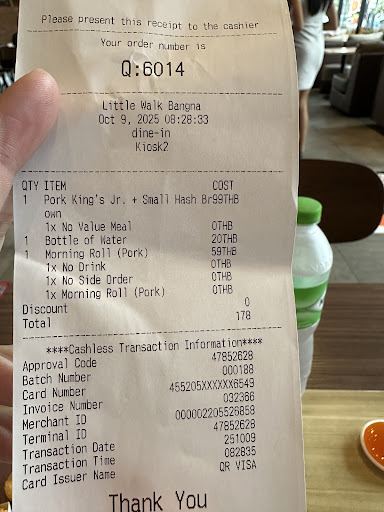 Please present this receipt to the cashier
Your order number is
Q:6014
Little Walk Bangna
Oct 9, 2025 08:28:33
dine-in
Kiosk2
QTY ITEM COST
1 Pork King's Jr. + Small Hash Br99THB
own
1x No Value Meal 0THB
1 Bottle of Water 20THB
1 Morning Roll (Pork) 59THB
1x No Drink 0THB
1x No Side Order 0THB
1x Morning Roll (Pork) 0THB
Discount 0
Total 178
****Cashless Transaction Information****
Approval Code 47852628
Batch Number 000188
Card Number 455205XXXXXX6549
Invoice Number 032366
Merchant ID 000002205526858
Terminal ID 47852628
Transaction Date 251009
Transaction Time 082835
Card Issuer Name QR VISA
Thank You